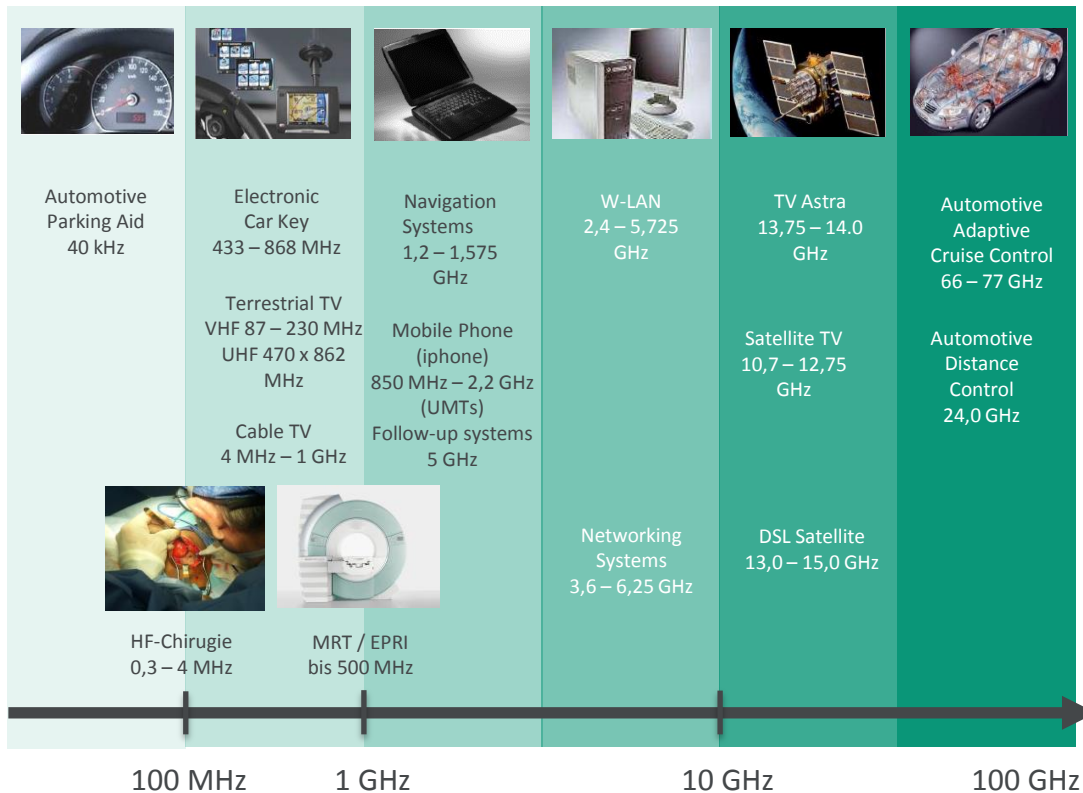 Automotive
Parking Aid
40 kHz
Electronic
Car Key
433 – 868 MHz
Terrestrial TV
VHF 87 – 230 MHz
UHF 470 x 862
MHz
Cable TV
4 MHz – 1 GHz
Navigation
Systems
1,2 – 1,575
GHz
Mobile Phone
(iphone)
850 MHz – 2,2 GHz
(UMTs)
Follow-up systems
5 GHz
W-LAN
2,4 – 5,725
GHz
Networking
Systems
3,6 – 6,25 GHz
TV Astra
13,75 – 14.0
GHz
Satellite TV
10,7 – 12,75
GHz
DSL Satellite
13,0 – 15,0 GHz
Automotive
Adaptive
Cruise Control
66 – 77 GHz
Automotive
Distance
Control
24,0 GHz
HF-Chirugie
0,3 – 4 MHz
MRT / EPRI
bis 500 MHz
100 MHz
1 GHz
10 GHz
100 GHz